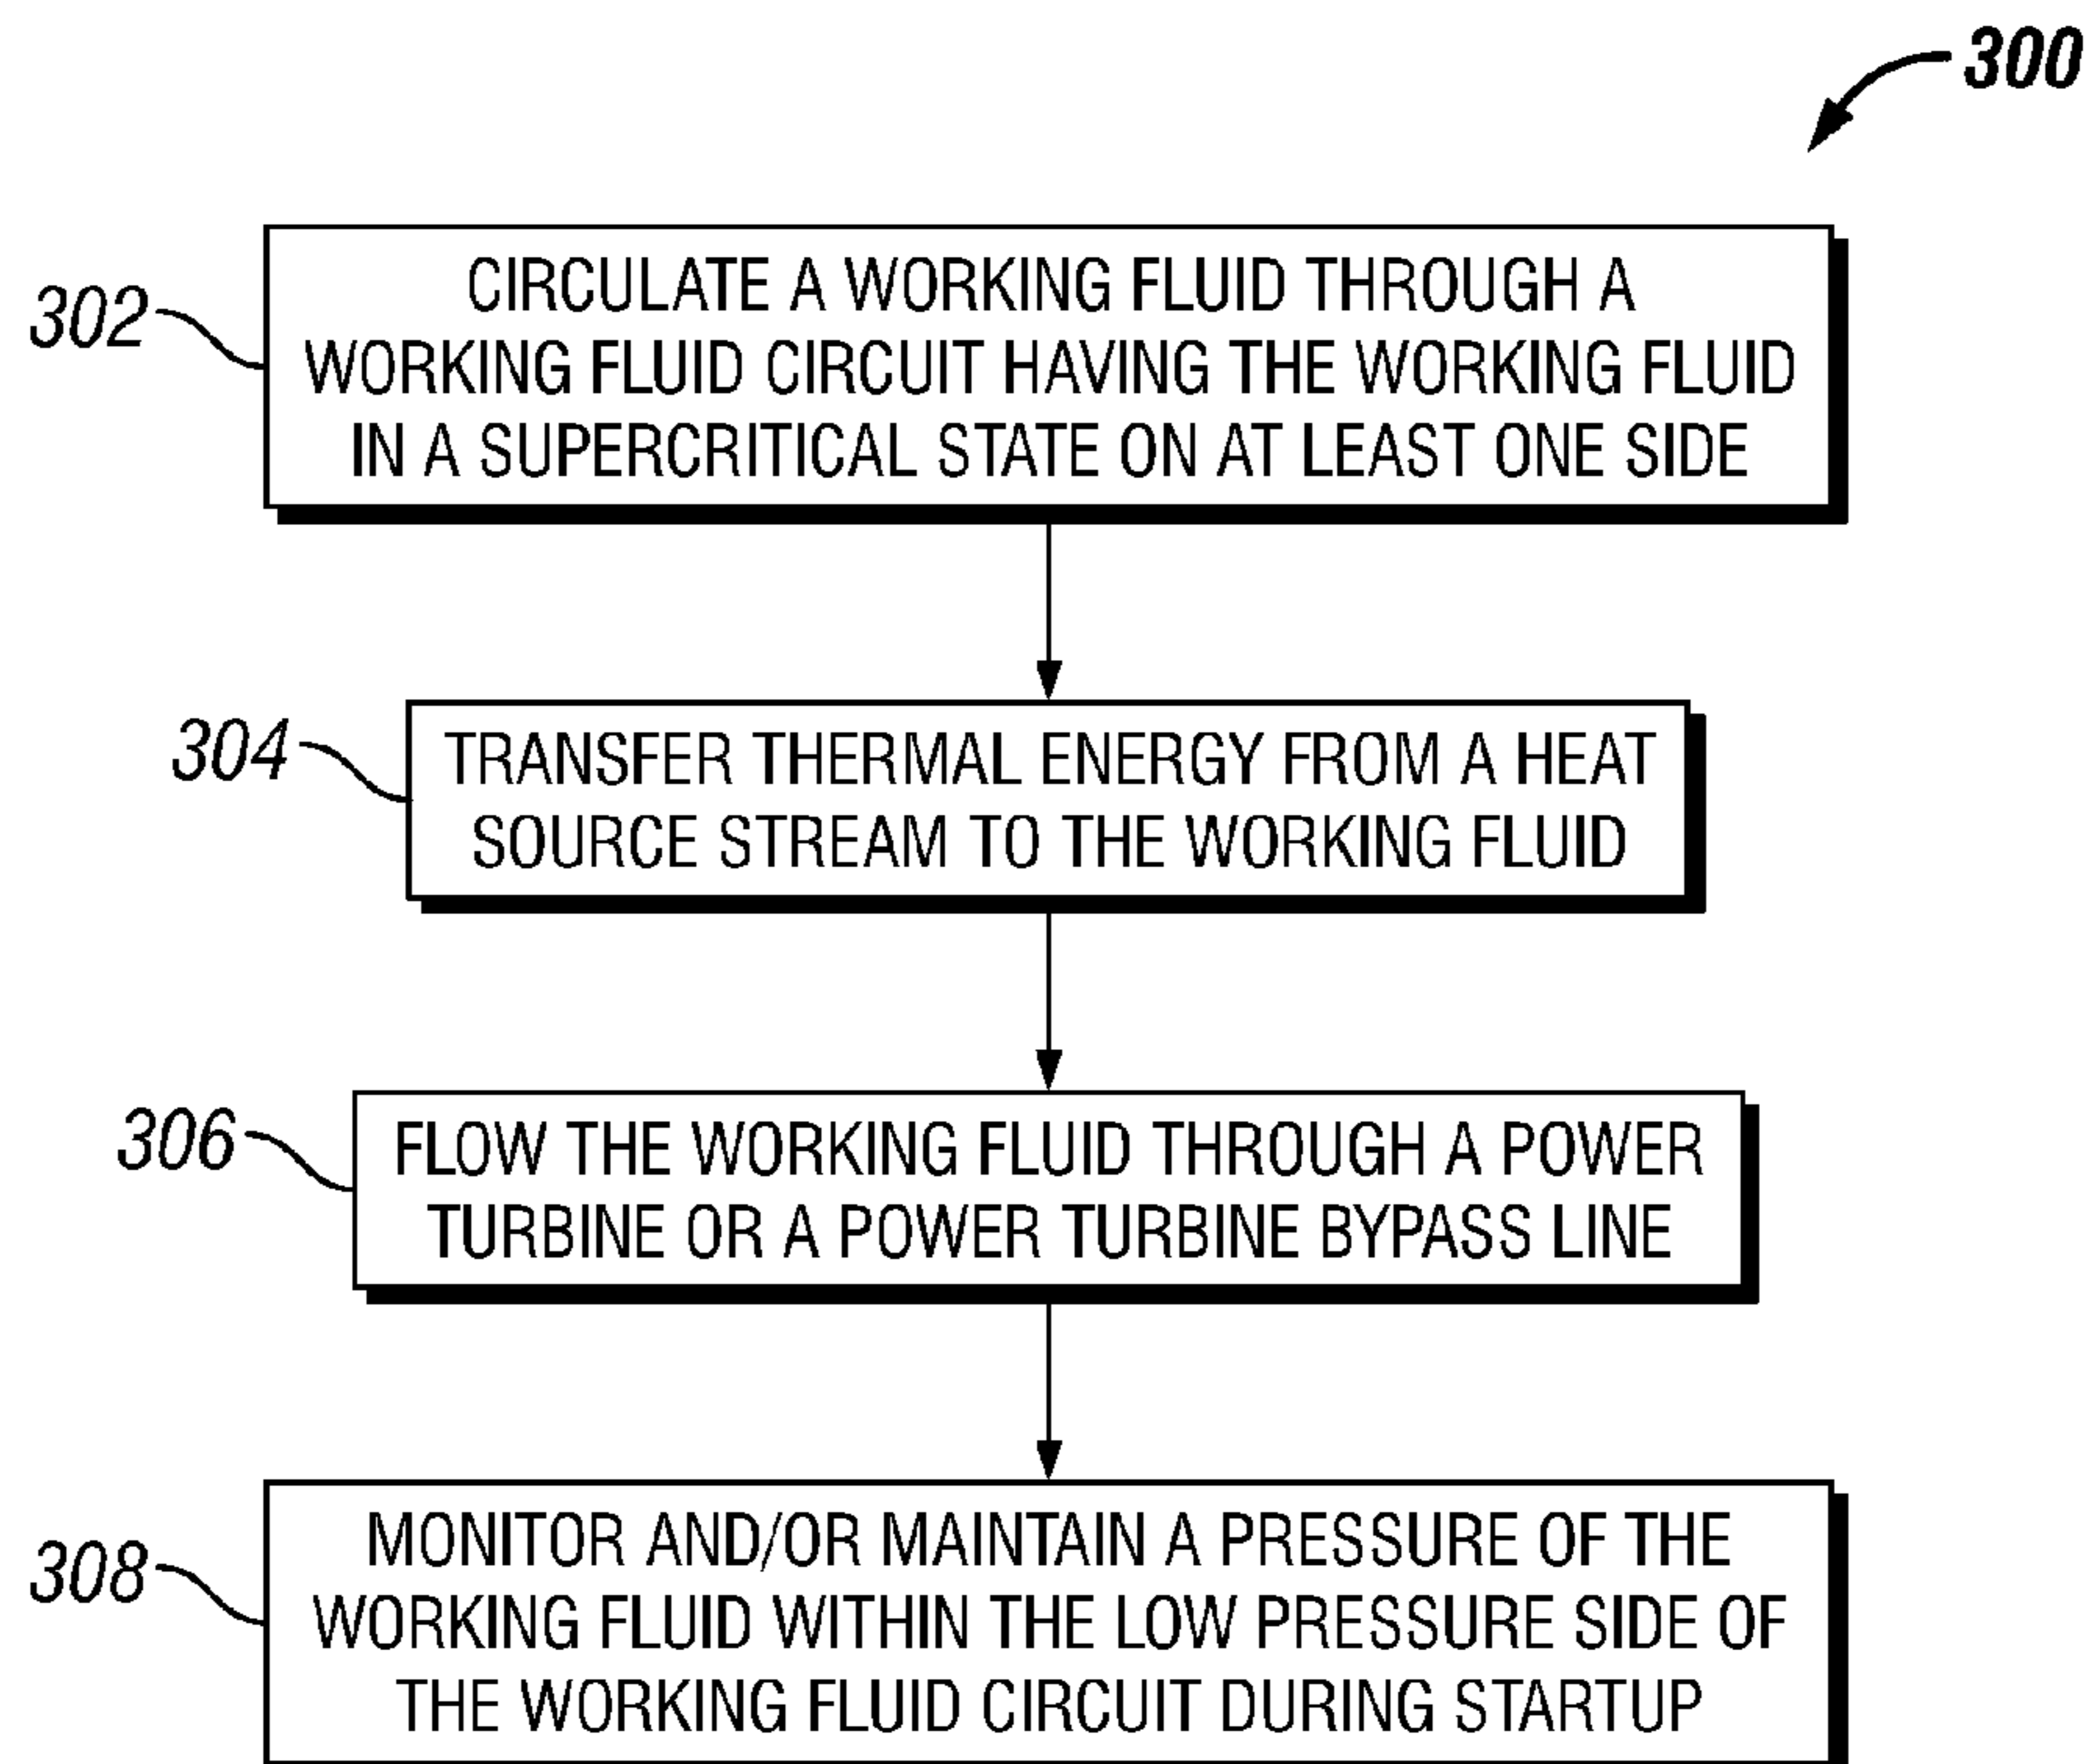 300
302
CIRCULATE A WORKING FLUID THROUGH A
WORKING FLUID CIRCUIT HAVING THE WORKING FLUID
IN A SUPERCRITICAL STATE ON AT LEAST ONE SIDE
304
TRANSFER THERMAL ENERGY FROM A HEAT
SOURCE STREAM TO THE WORKING FLUID
306
FLOW THE WORKING FLUID THROUGH A POWER
TURBINE OR A POWER TURBINE BYPASS LINE
308
MONITOR AND/OR MAINTAIN A PRESSURE OF THE
WORKING FLUID WITHIN THE LOW PRESSURE SIDE OF
THE WORKING FLUID CIRCUIT DURING STARTUP